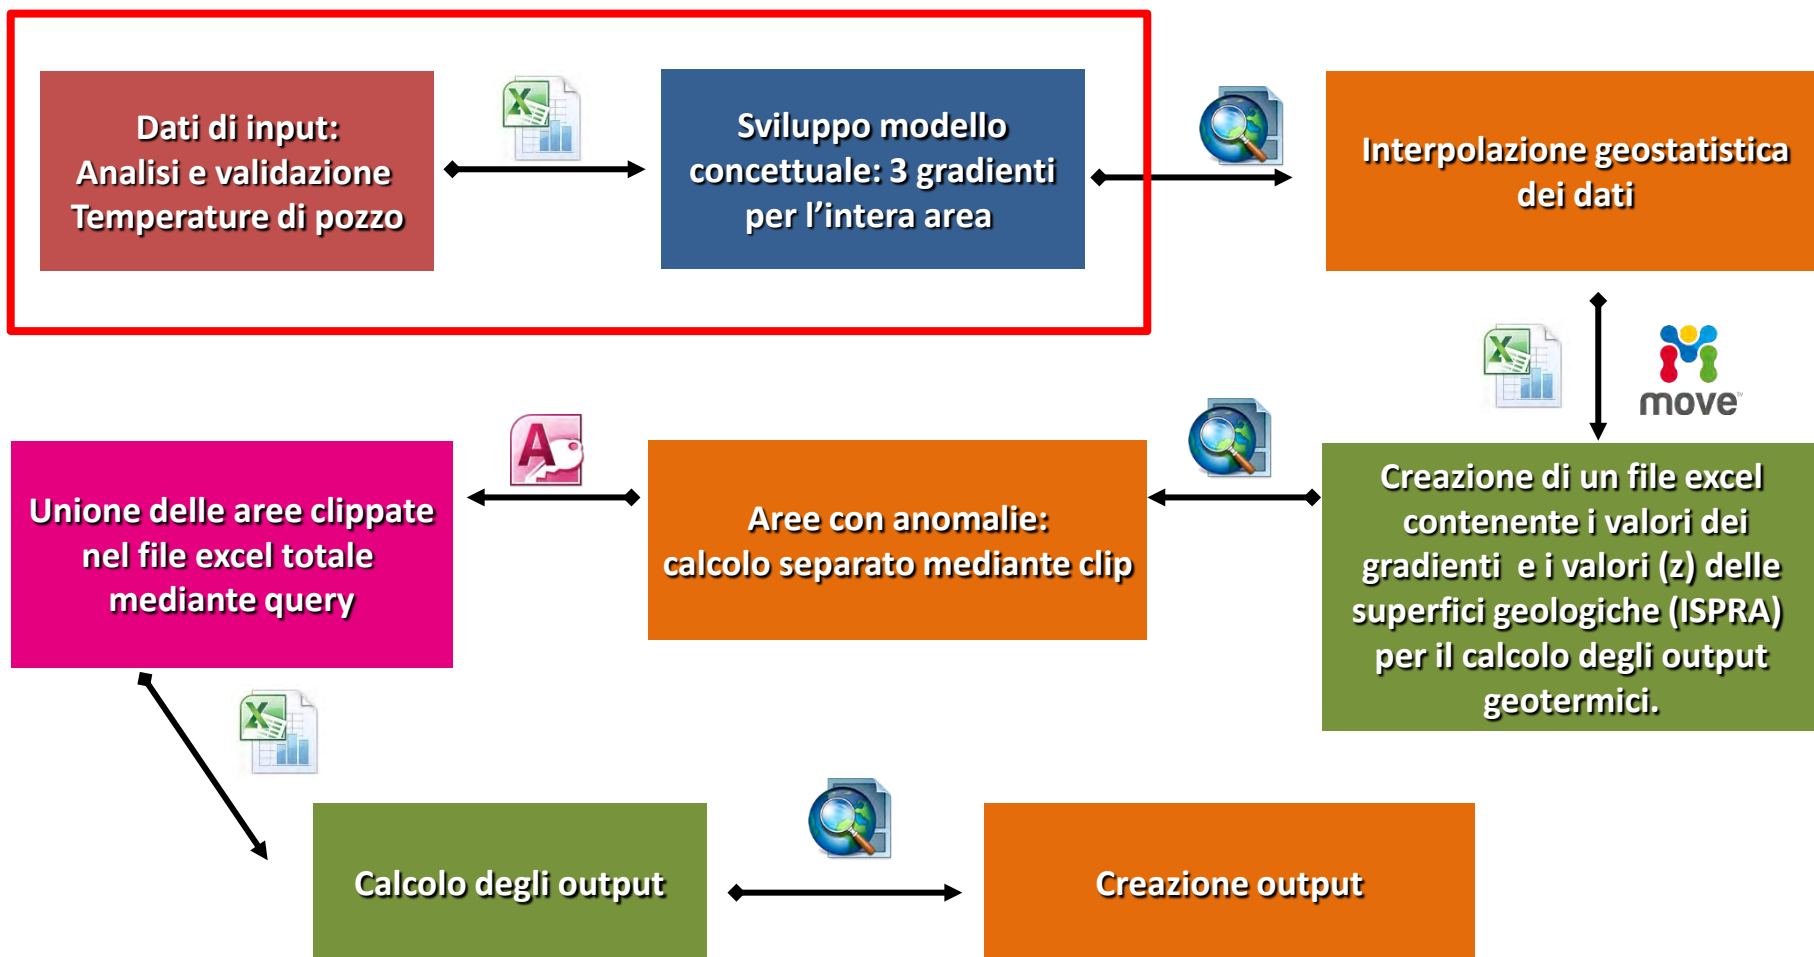 Dati di input:
Analisi e validazione
Temperature di pozzo
Sviluppo modello
concettuale: 3 gradienti
per l'intera area
Interpolazione geostatistica
dei dati
move™
Creazione di un file excel
contenente i valori dei
gradienti e i valori (z) delle
superfici geologiche (ISPRA)
per il calcolo degli output
geotermici.
Aree con anomalie:
calcolo separato mediante clip
Unione delle aree clippate
nel file excel totale
mediante query
Calcolo degli output
Creazione output